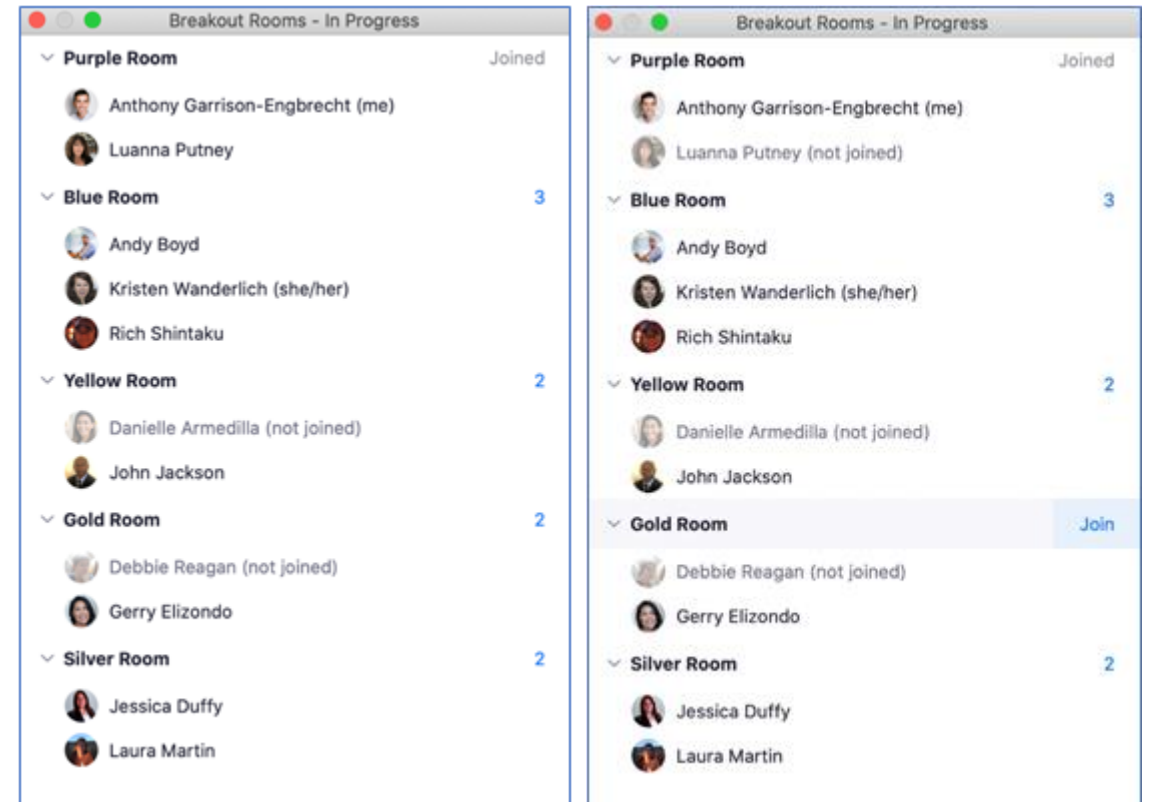 Breakout Rooms - In Progress
Purple Room Joined
Anthony Garrison-Engbrecht (me)
Luanna Putney
Blue Room 3
Andy Boyd
Kristen Wanderlich (she/her)
Rich Shintaku
Yellow Room 2
Danielle Armedilla (not joined)
John Jackson
Gold Room 2
Debbie Reagan (not joined)
Gerry Elizondo
Silver Room 2
Jessica Duffy
Laura Martin
Breakout Rooms - In Progress
Purple Room Joined
Anthony Garrison-Engbrecht (me)
Luanna Putney (not joined)
Blue Room 3
Andy Boyd
Kristen Wanderlich (she/her)
Rich Shintaku
Yellow Room 2
Danielle Armedilla (not joined)
John Jackson
Gold Room Join
Debbie Reagan (not joined)
Gerry Elizondo
Silver Room 2
Jessica Duffy
Laura Martin